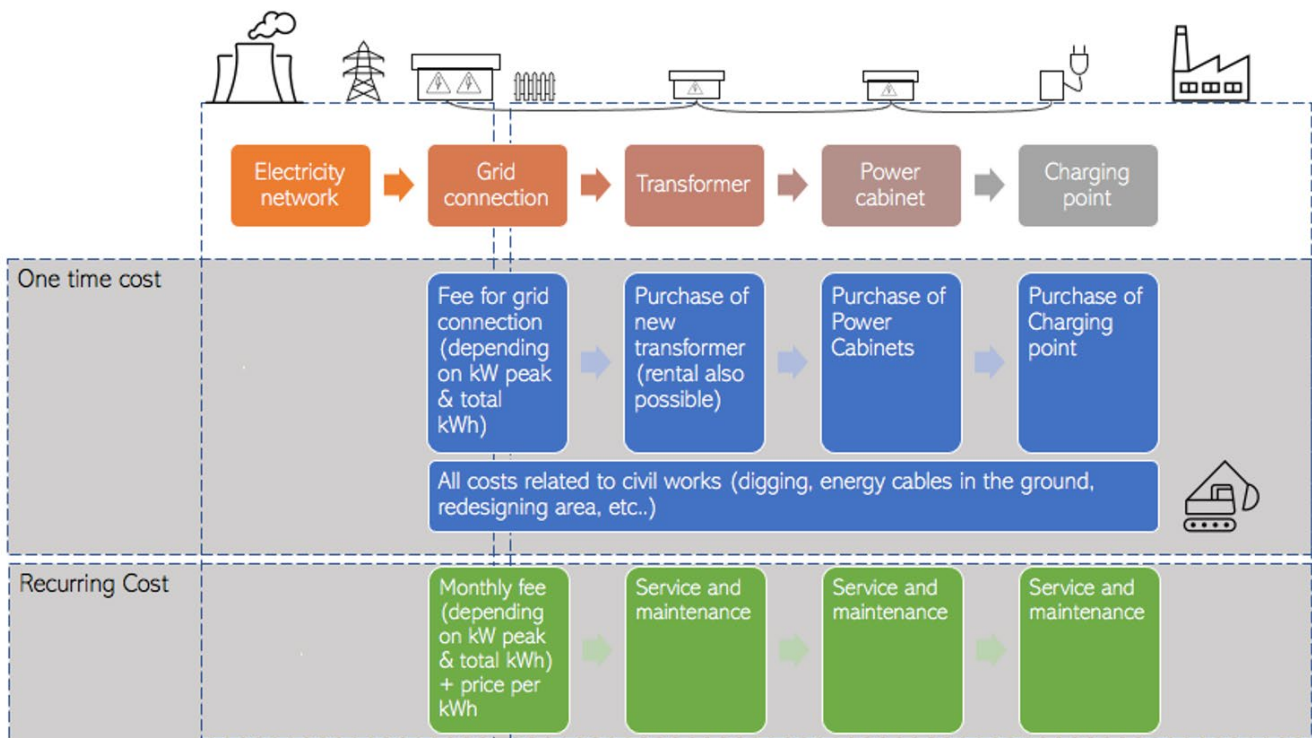 Electricity
network
Grid
connection
Transformer
Power
cabinet
Charging
point
One time cost
Fee for grid
connection
(depending
on kW peak
& total
kWh)
Purchase of
new
transformer
(rental also
possible)
Purchase of
Power
Cabinets
Purchase of
Charging
point
All costs related to civil works (digging, energy cables in the ground,
redesigning area, etc..)
Recurring Cost
Monthly fee
(depending
on kW peak
& total kWh)
+ price per
kWh
Service and
maintenance
Service and
maintenance
Service and
maintenance